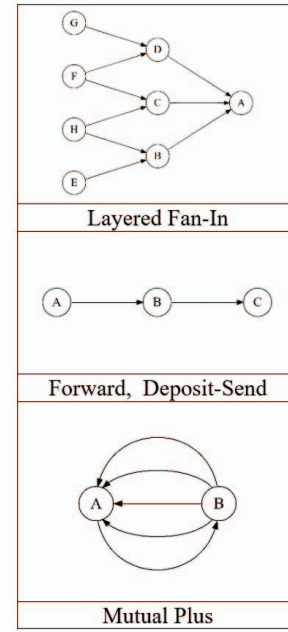 G
D
F
C
A
H
B
E
Layered Fan-In
A
B
C
Forward, Deposit-Send
A
B
Mutual Plus